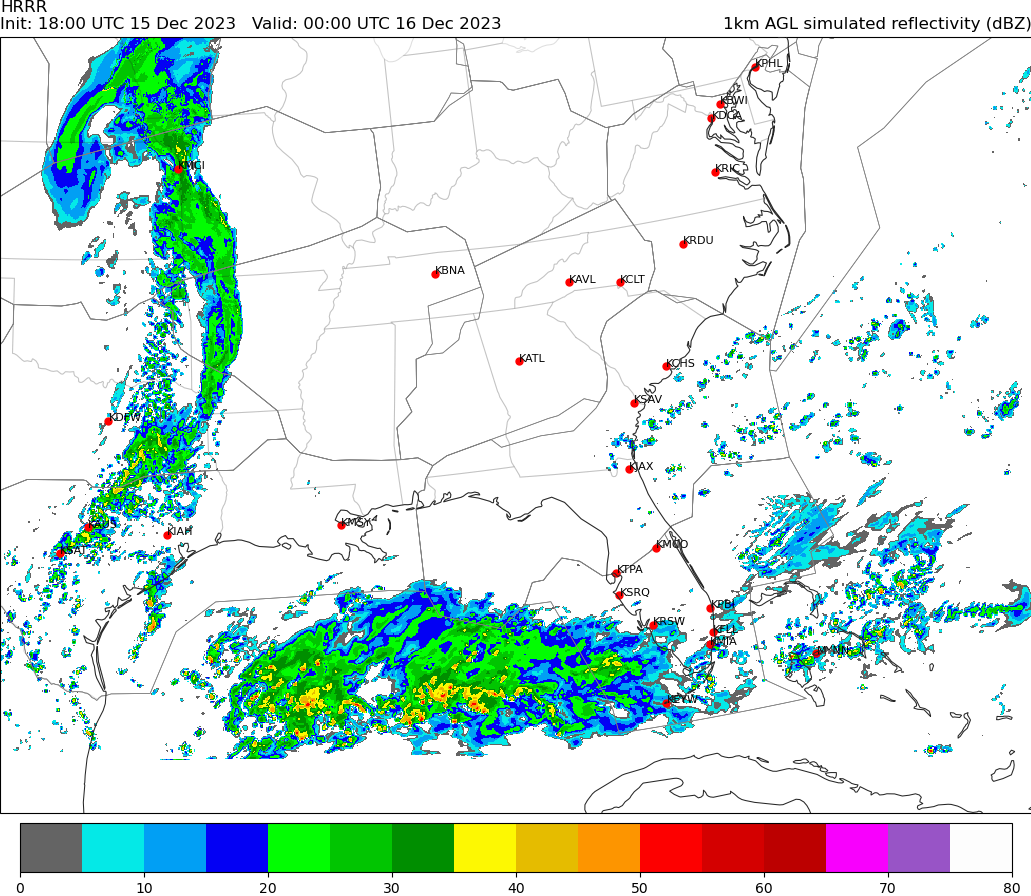 HRRR
Init: 18:00 UTC 15 Dec 2023   Valid: 00:00 UTC 16 Dec 2023   1km AGL simulated reflectivity (dBZ)
KPHL
KBWI
KDCA
KMCI
KRIC
KRDU
KBNA
KAVL
KCLT
KATL
KCHS
KSAV
KDFW
KJAX
KAUS
KMSY
KIAH
KMCO
KSAT
KTPA
KSRQ
KPBI
KRSW
KFLL
KMIA
MYNN
KEYW
0 10 20 30 40 50 60 70 80